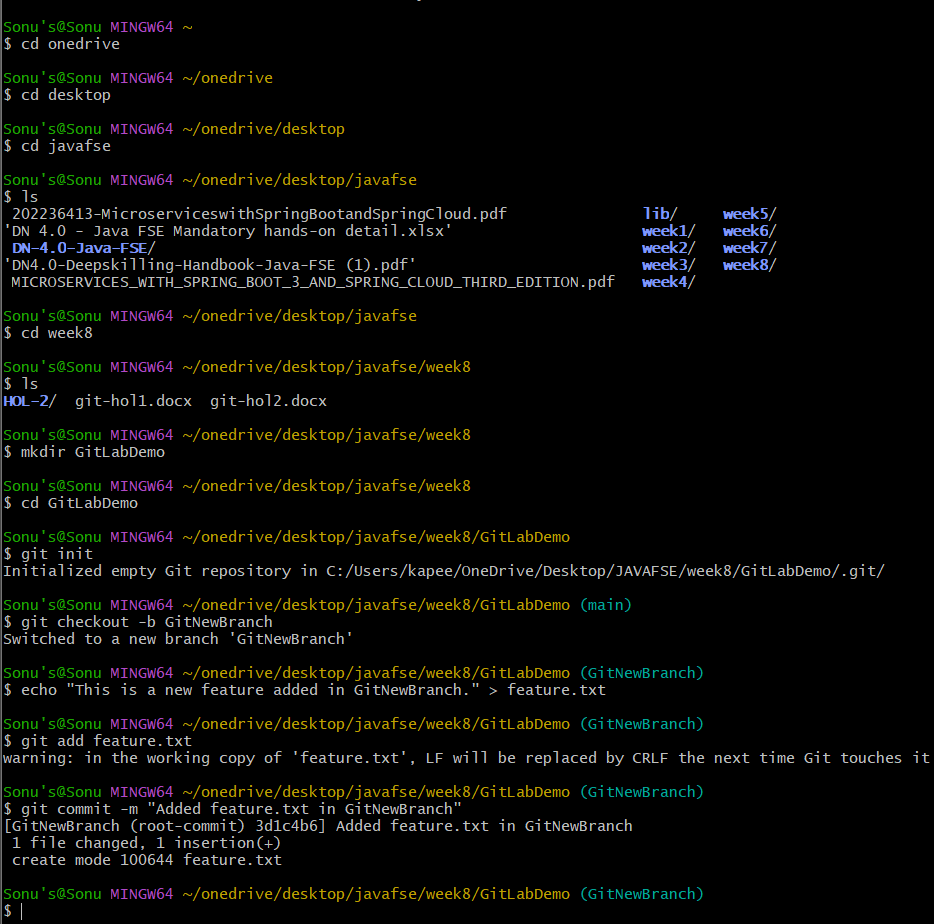 Sonu's@Sonu MINGW64 ~
$ cd onedrive
Sonu's@Sonu MINGW64 ~/onedrive
$ cd desktop
Sonu's@Sonu MINGW64 ~/onedrive/desktop
$ cd javafse
Sonu's@Sonu MINGW64 ~/onedrive/desktop/javafse
$ ls
202236413-MicroserviceswithSpringBootandSpringCloud.pdf lib/ week5/
'DN 4.0 - Java FSE Mandatory hands-on detail.xlsx' week1/ week6/
DN-4.0-Java-FSE/ week2/ week7/
'DN4.0-Deepskilling-Handbook-Java-FSE (1).pdf' week3/ week8/
MICROSERVICES_WITH_SPRING_BOOT_3_AND_SPRING_CLOUD_THIRD_EDITION.pdf week4/
Sonu's@Sonu MINGW64 ~/onedrive/desktop/javafse
$ cd week8
Sonu's@Sonu MINGW64 ~/onedrive/desktop/javafse/week8
$ ls
HOL-2/ git-hol1.docx git-hol2.docx
Sonu's@Sonu MINGW64 ~/onedrive/desktop/javafse/week8
$ mkdir GitLabDemo
Sonu's@Sonu MINGW64 ~/onedrive/desktop/javafse/week8
$ cd GitLabDemo
Sonu's@Sonu MINGW64 ~/onedrive/desktop/javafse/week8/GitLabDemo
$ git init
Initialized empty Git repository in C:/Users/kapee/OneDrive/Desktop/JAVAFSE/week8/GitLabDemo/.git/
Sonu's@Sonu MINGW64 ~/onedrive/desktop/javafse/week8/GitLabDemo (main)
$ git checkout -b GitNewBranch
Switched to a new branch 'GitNewBranch'
Sonu's@Sonu MINGW64 ~/onedrive/desktop/javafse/week8/GitLabDemo (GitNewBranch)
$ echo "This is a new feature added in GitNewBranch." > feature.txt
Sonu's@Sonu MINGW64 ~/onedrive/desktop/javafse/week8/GitLabDemo (GitNewBranch)
$ git add feature.txt
warning: in the working copy of 'feature.txt', LF will be replaced by CRLF the next time Git touches it
Sonu's@Sonu MINGW64 ~/onedrive/desktop/javafse/week8/GitLabDemo (GitNewBranch)
$ git commit -m "Added feature.txt in GitNewBranch"
[GitNewBranch (root-commit) 3d1c4b6] Added feature.txt in GitNewBranch
1 file changed, 1 insertion(+)
create mode 100644 feature.txt
Sonu's@Sonu MINGW64 ~/onedrive/desktop/javafse/week8/GitLabDemo (GitNewBranch)
$